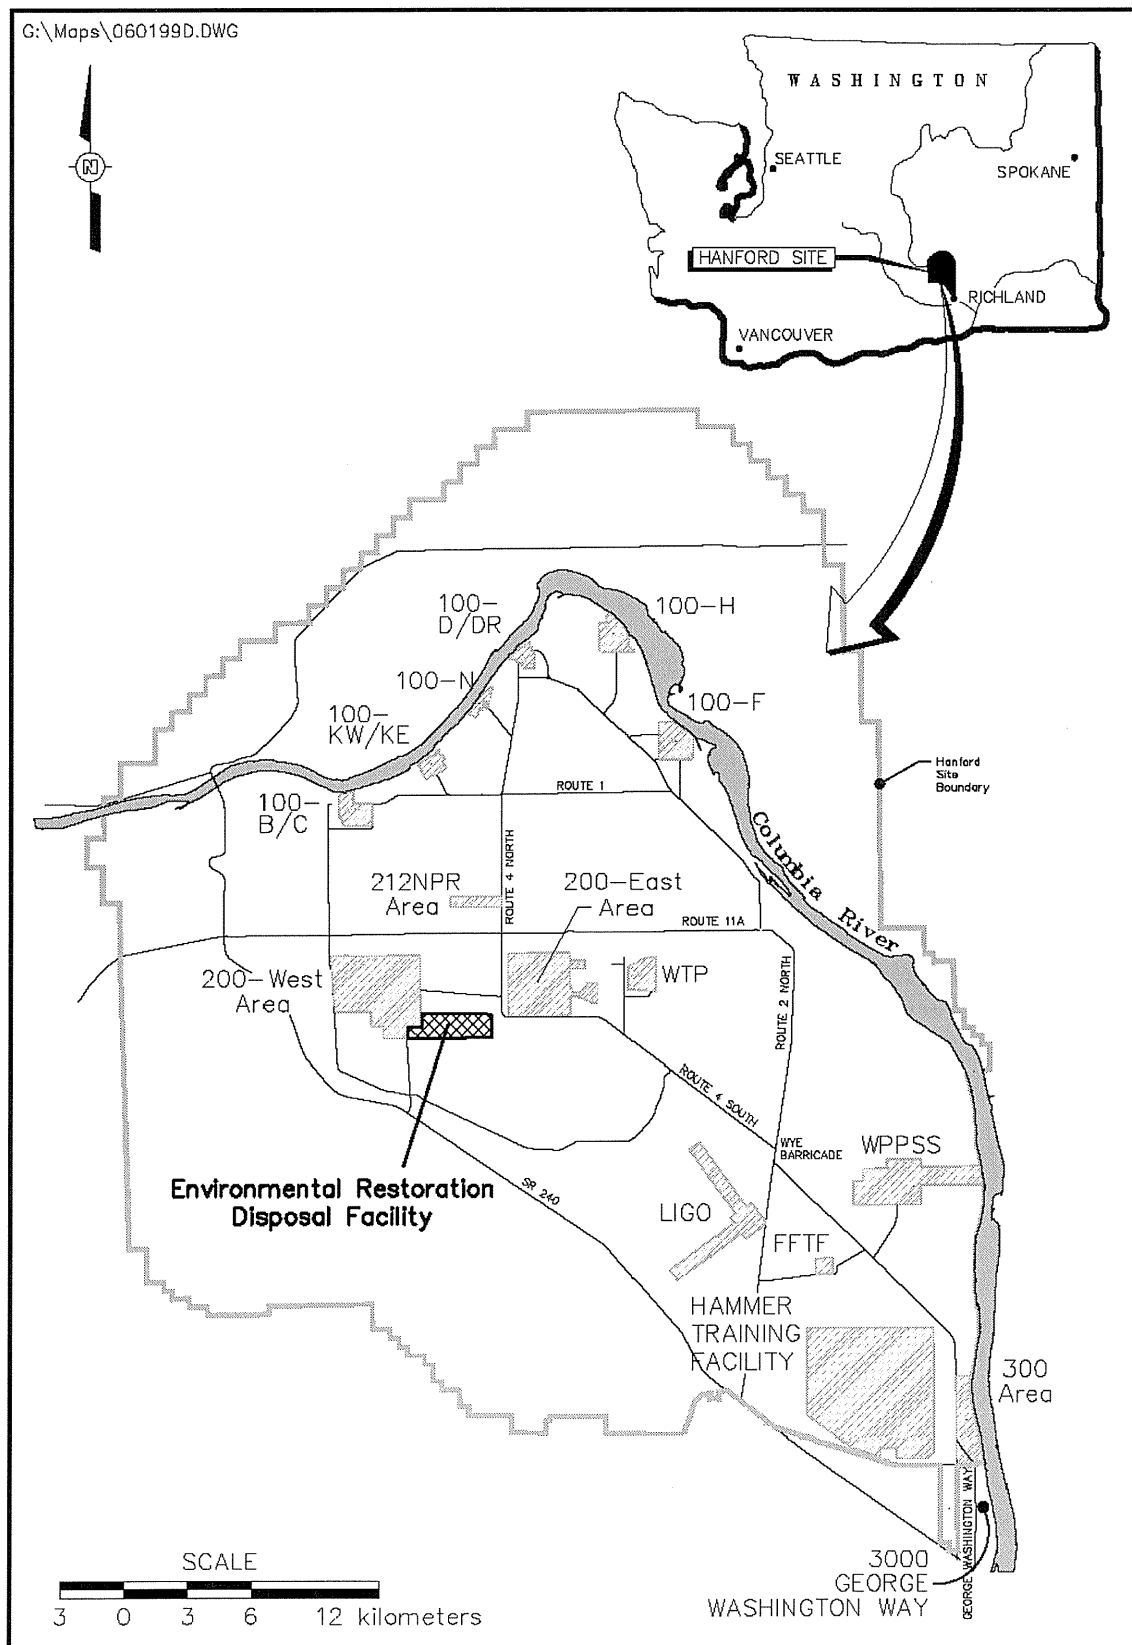 G:\Maps\060199D.DWG
N
WASHINGTON
SEATTLE
SPOKANE
HANFORD SITE
RICHLAND
VANCOUVER
100-
D/DR
100-H
100-N
100-F
100-
KW/KE
Hanford
Site
Boundary
ROUTE 1
100-
B/C
Columbia River
212NPR
Area
ROUTE 4 NORTH
200-East
Area
ROUTE 11A
200-West
Area
WTP
ROUTE 2 NORTH
ROUTE 4 SOUTH
WYE
BARRICADE
WPPSS
Environmental Restoration
Disposal Facility
SR 240
LIGO
FFTF
HAMMER
TRAINING
FACILITY
300
Area
GEORGE WASHINGTON WAY
3000
GEORGE
WASHINGTON WAY
SCALE
3 0 3 6 12 kilometers